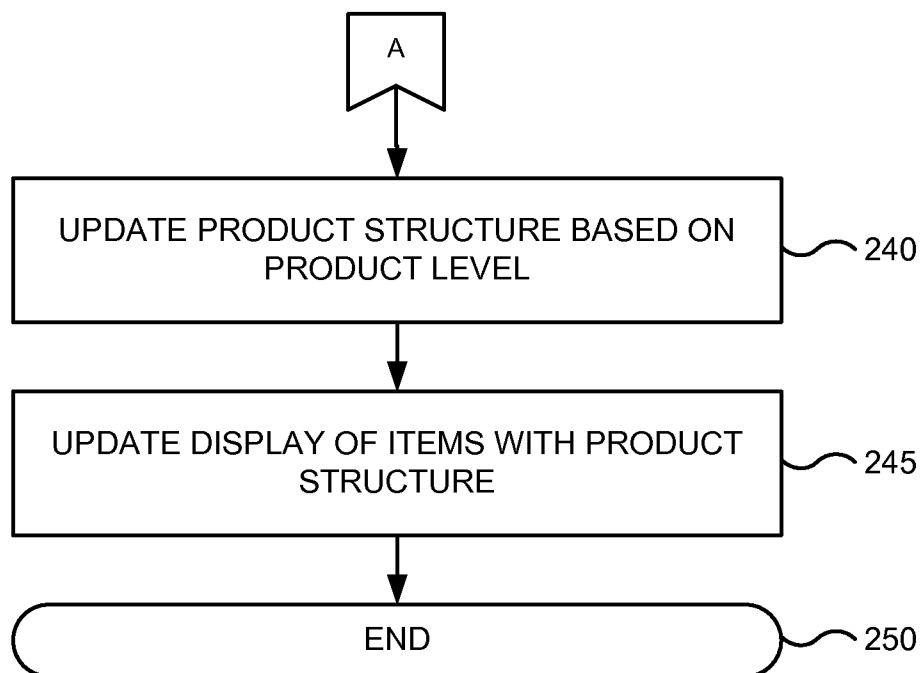 A
UPDATE PRODUCT STRUCTURE BASED ON
PRODUCT LEVEL
240
UPDATE DISPLAY OF ITEMS WITH PRODUCT
STRUCTURE
245
END
250